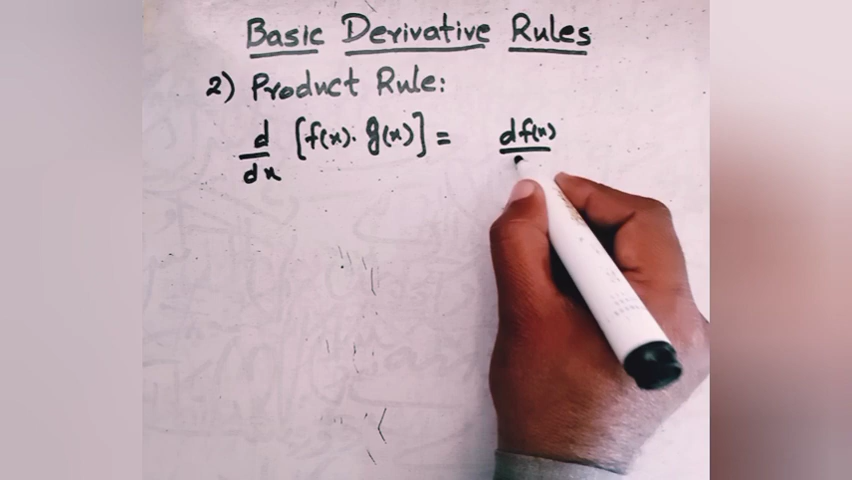 Basic Derivative Rules
2) Product Rule:
d/dx [f(x). g(x)] = df(x)